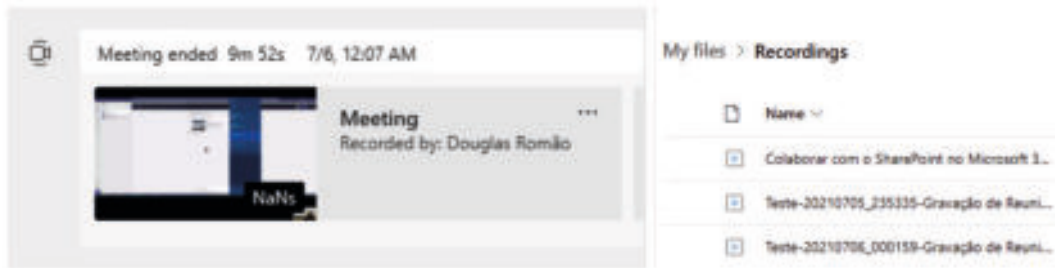 Meeting ended 9m 52s 7/6, 12:07 AM
Meeting
Recorded by: Douglas Romão
NaNs
My files > Recordings
Name
Colaborar com o SharePoint no Microsoft 3...
Teste-20210705_235335-Gravação de Reuni...
Teste-20210706_000159-Gravação de Reuni...